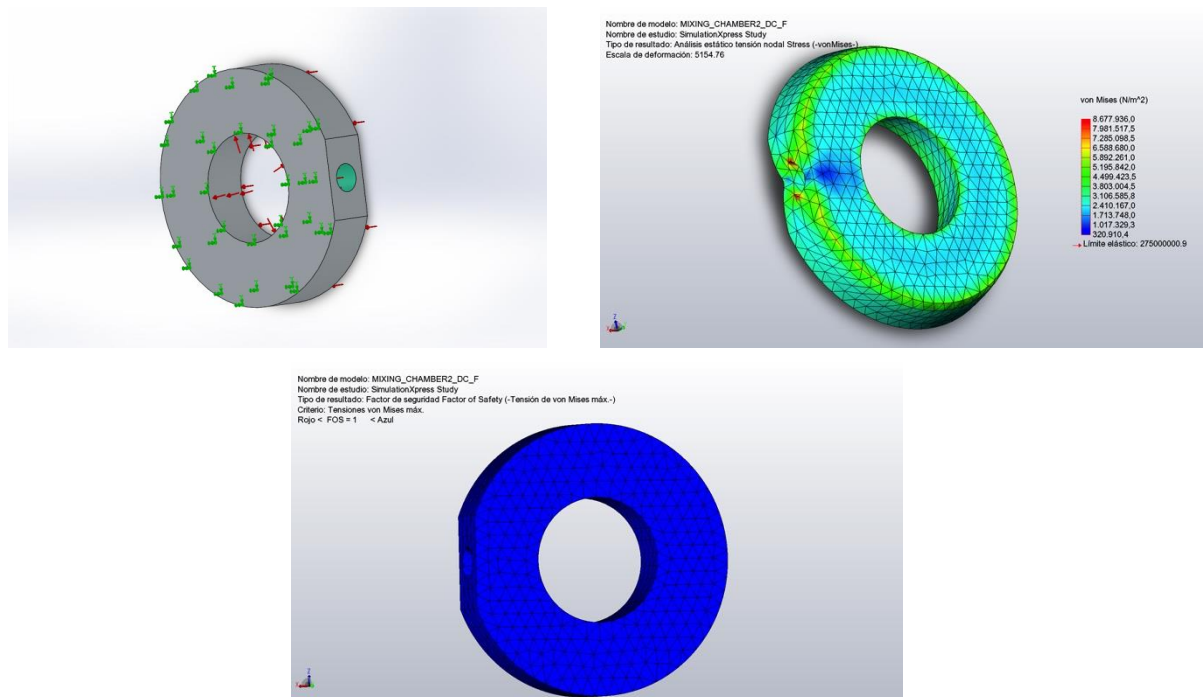 Nombre de modelo: MIXING_CHAMBER2_DC_F
Nombre de estudio: SimulationXpress Study
Tipo de resultado: Análisis estático tensión nodal Stress (-vonMises-)
Escala de deformación: 5154.76
von Mises (N/m^2)
8.677.936,0
7.981.517,5
7.285.098,5
6.588.680,0
5.892.261,0
5.195.842,0
4.499.423,5
3.803.004,5
3.106.585,8
2.410.167,0
1.713.748,0
1.017.329,3
320.910,4
Límite elástico: 275000000.9
Nombre de modelo: MIXING_CHAMBER2_DC_F
Nombre de estudio: SimulationXpress Study
Tipo de resultado: Factor de seguridad Factor of Safety (-Tensión de von Mises máx.-)
Criterio: Tensiones von Mises máx.
Rojo < FOS = 1 < Azul